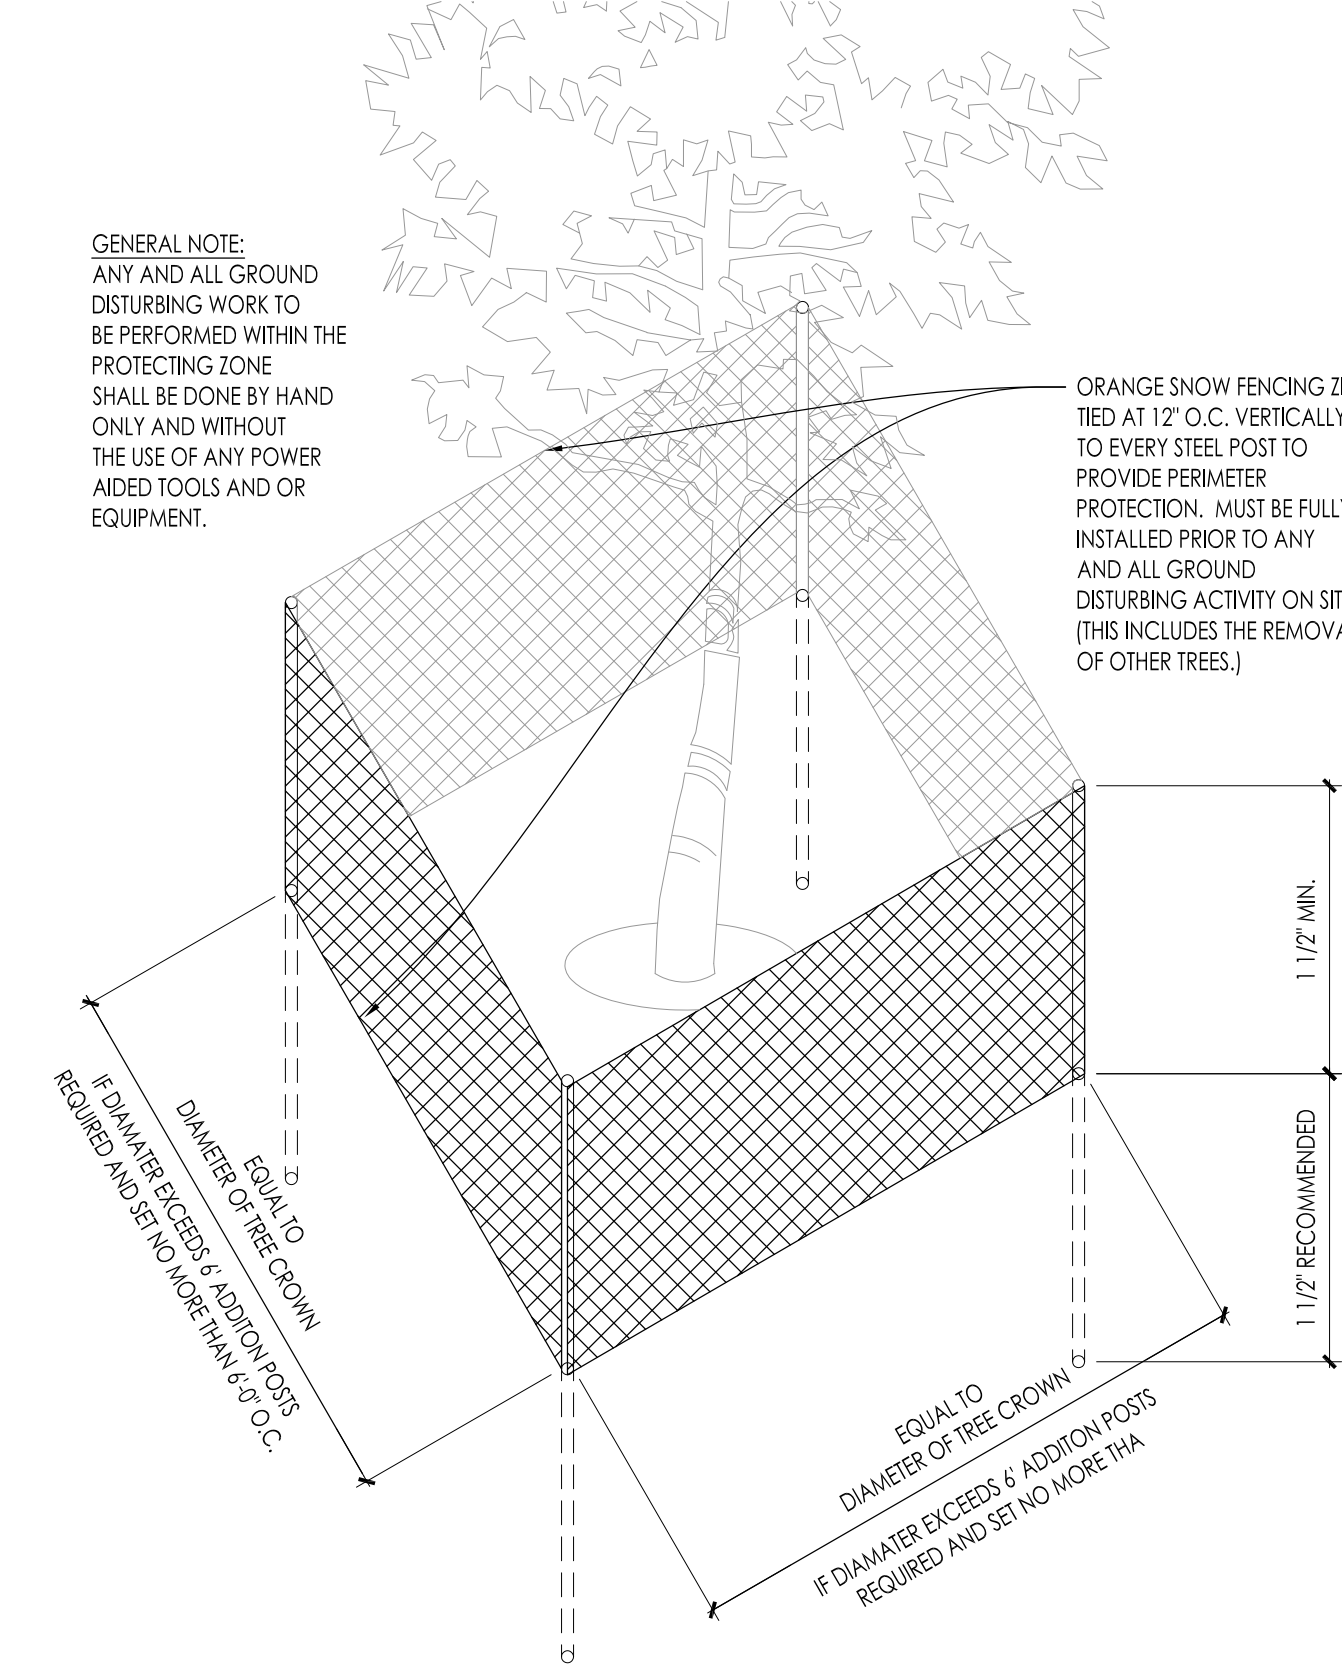 GENERAL NOTE:
ANY AND ALL GROUND
DISTURBING WORK TO
BE PERFORMED WITHIN THE
PROTECTING ZONE
SHALL BE DONE BY HAND
ONLY AND WITHOUT
THE USE OF ANY POWER
AIDED TOOLS AND OR
EQUIPMENT.
ORANGE SNOW FENCING
TIED AT 12" O.C. VERTICALLY
TO EVERY STEEL POST TO
PROVIDE PERIMETER
PROTECTION. MUST BE FULLY
INSTALLED PRIOR TO ANY
AND ALL GROUND
DISTURBING ACTIVITY ON
(THIS INCLUDES THE
OF OTHER TREES.)
1 1/2" MIN.
1 1/2" RECOMMENDED
EQUAL TO
DIAMETER OF TREE CROWN
IF DIAMATER EXCEEDS 6' ADDITON POSTS
REQUIRED AND SET NO MORE THAN 6'-0" O.C.
EQUAL TO
DIAMETER OF TREE CROWN
IF DIAMATER EXCEEDS 6' ADDITON POSTS
REQUIRED AND SET NO MORE THA